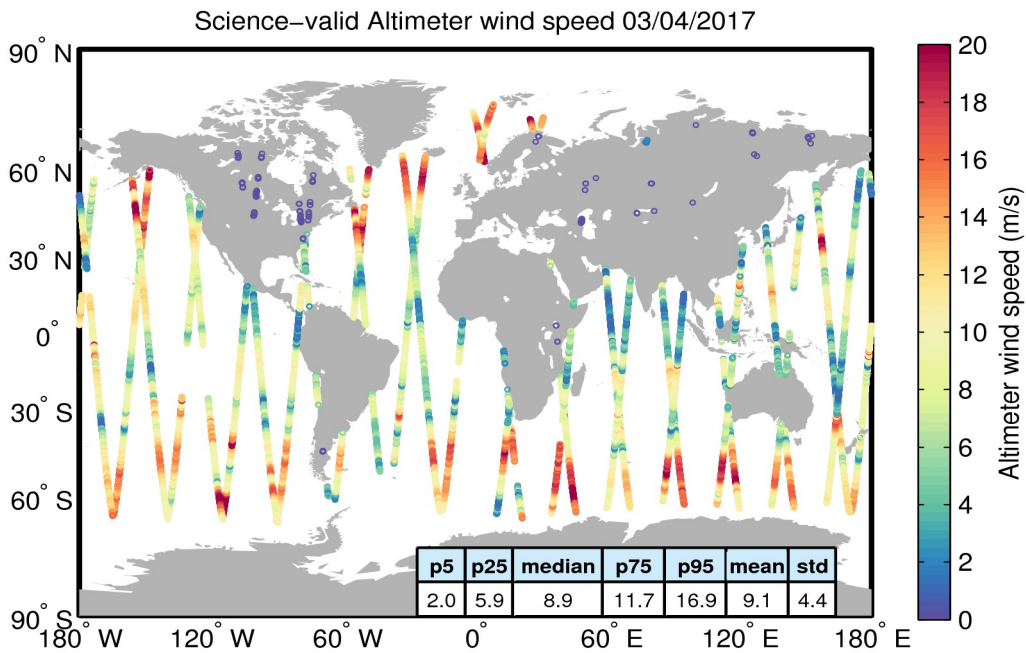 Science−valid Altimeter wind speed 03/04/2017
90° N
60° N
30° N
0°
30° S
60° S
90° S
180° W
120° W
60° W
0°
60° E
120° E
180° E
p5 p25 median p75 p95 mean std
2.0 5.9 8.9 11.7 16.9 9.1 4.4
20
18
16
14
12
10
8
6
4
2
0
Altimeter wind speed (m/s)